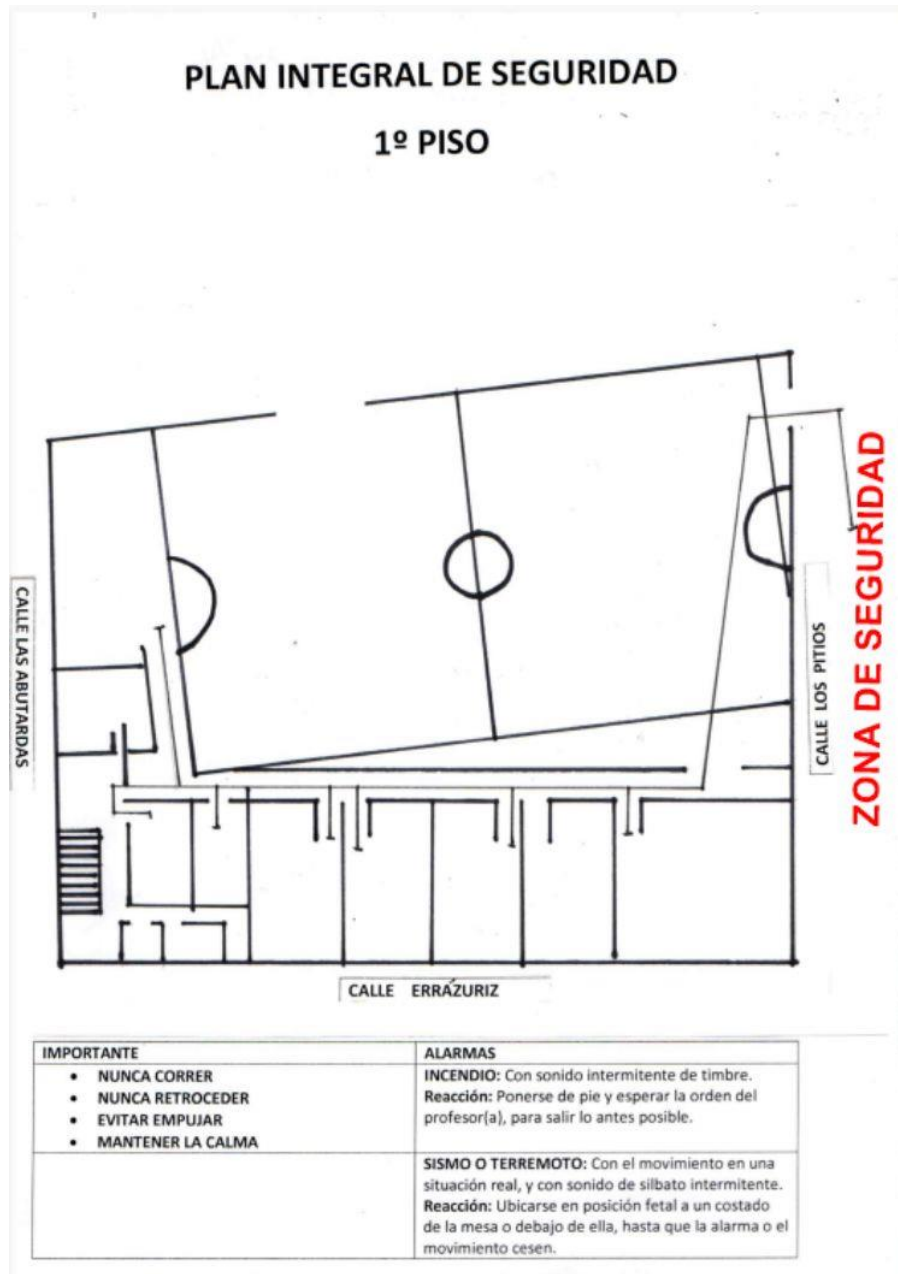 PLAN INTEGRAL DE SEGURIDAD
1º PISO
CALLE LAS ABUTARDAS
CALLE LOS PITIOS
ZONA DE SEGURIDAD
CALLE ERRÁZURIZ
IMPORTANTE
• NUNCA CORRER
• NUNCA RETROCEDER
• EVITAR EMPUJAR
• MANTENER LA CALMA
ALARMAS
INCENDIO: Con sonido intermitente de timbre.
Reacción: Ponerse de pie y esperar la orden del
profesor(a), para salir lo antes posible.
SISMO O TERREMOTO: Con el movimiento en una
situación real, y con sonido de silbato intermitente.
Reacción: Ubicarse en posición fetal a un costado
de la mesa o debajo de ella, hasta que la alarma o el
movimiento cesen.